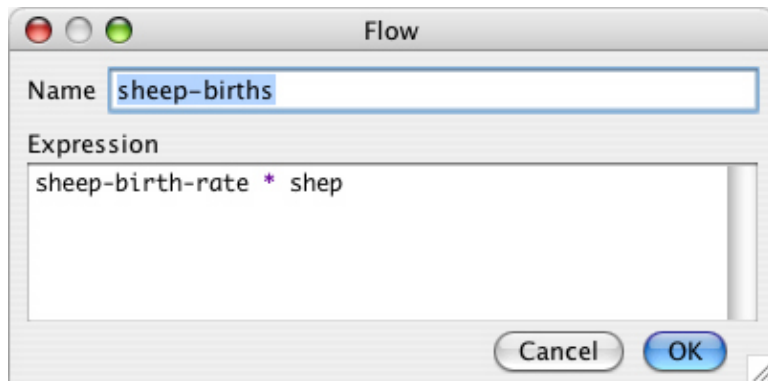 Flow
Name sheep-births
Expression
sheep-birth-rate * shep
Cancel OK